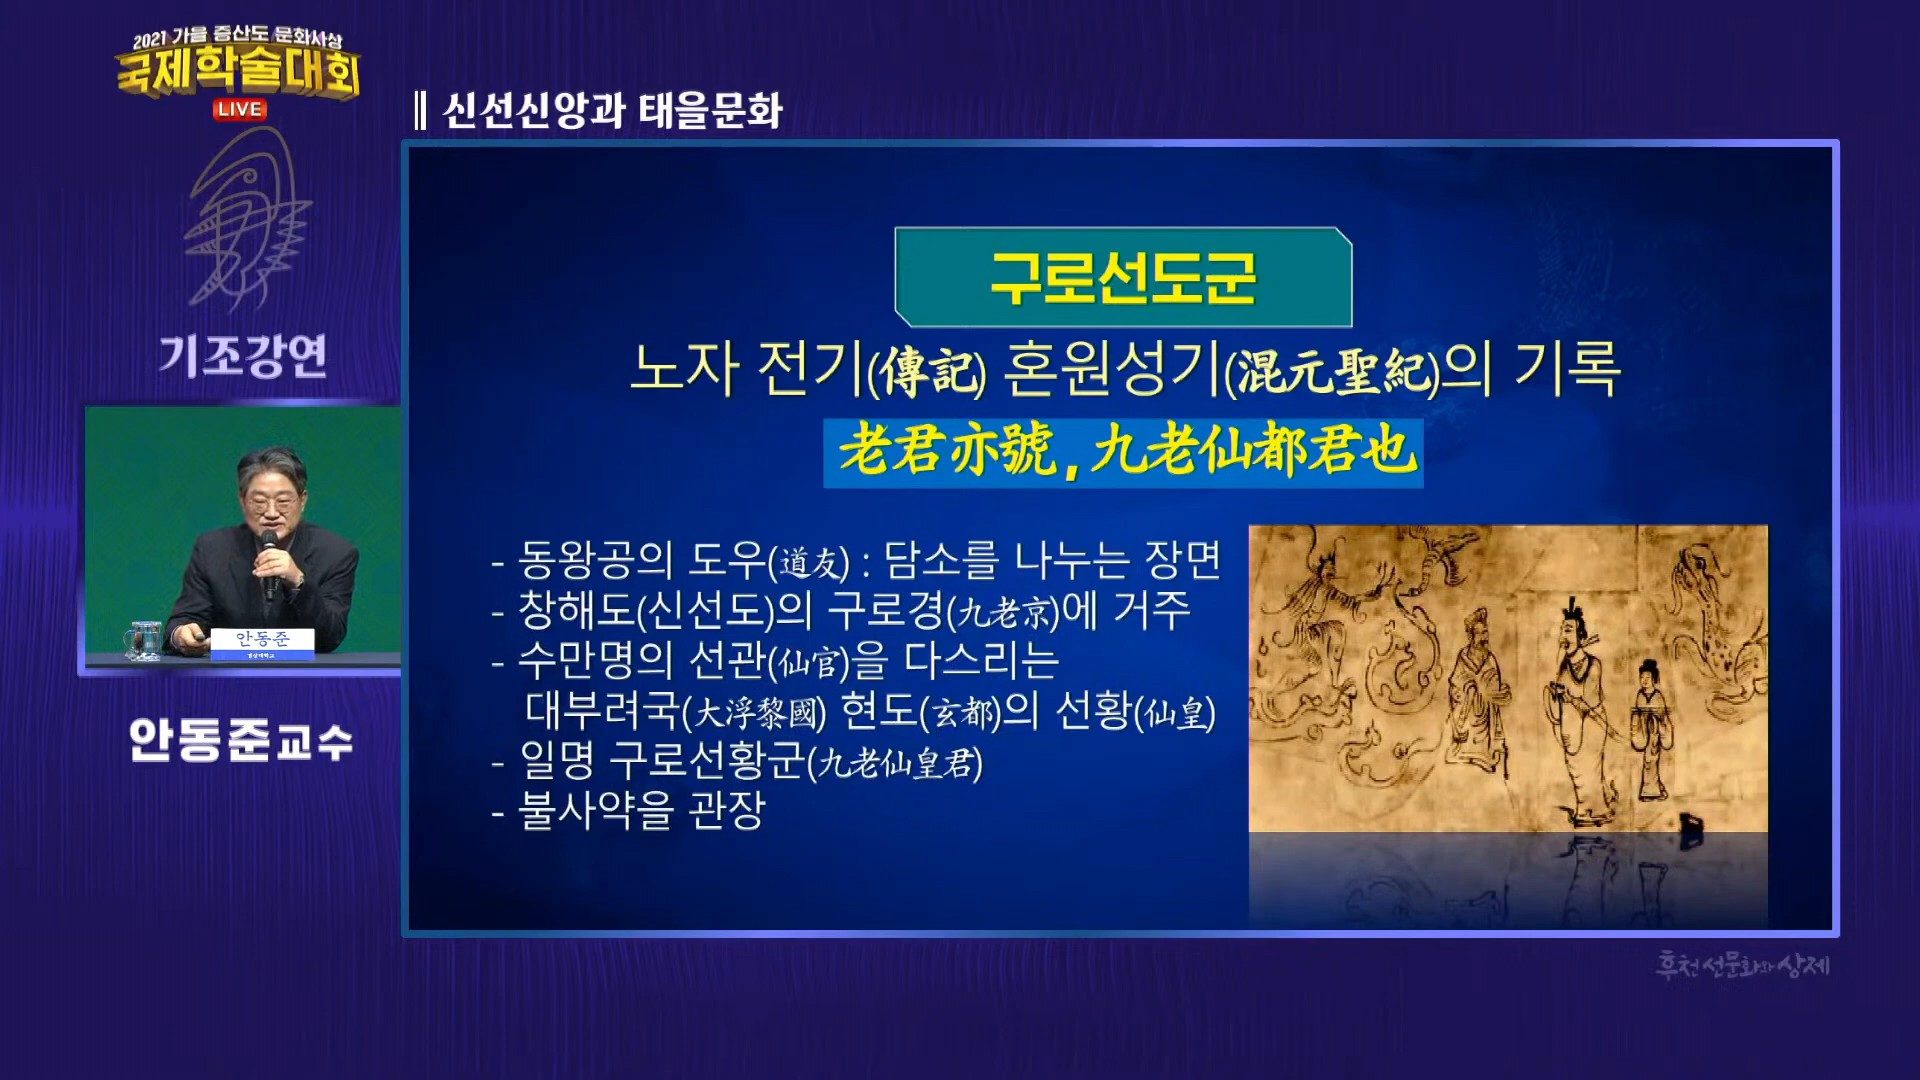 2021 가을 증산도 문화사상
국제학술대회
LIVE
‖ 신선신앙과 태을문화
기조강연
안동준
경상대학교
안동준교수
구로선도군
노자 전기(傳記) 혼원성기(混元聖紀)의 기록
老君亦號, 九老仙都君也
- 동왕공의 도우(道友) : 담소를 나누는 장면
- 창해도(신선도)의 구로경(九老京)에 거주
- 수만명의 선관(仙官)을 다스리는
대부려국(大浮黎國) 현도(玄都)의 선황(仙皇)
- 일명 구로선황군(九老仙皇君)
- 불사약을 관장
후천 선문화와 상제